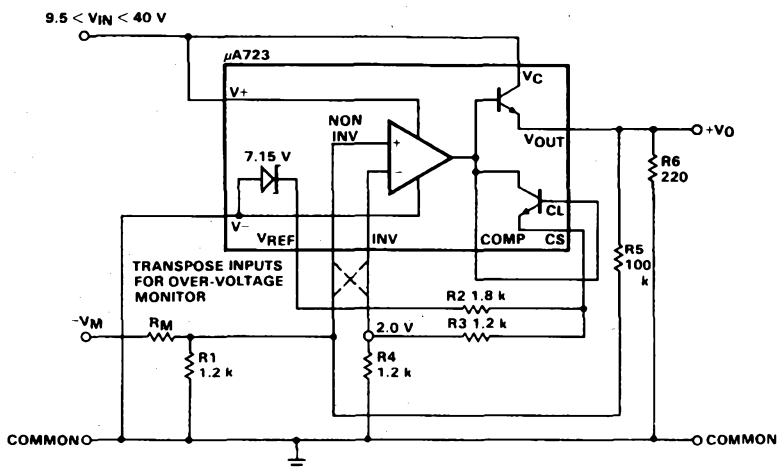 9.5 < VIN < 40 V
μA723
VC
V+
NON
INV
+
−
7.15 V
VOUT
+VO
R6
220
CL
V−
VREF
INV
COMP
CS
R5
100
k
TRANSPOSE INPUTS
FOR OVER-VOLTAGE
MONITOR
R2 1.8 k
−VM
RM
2.0 V
R3 1.2 k
R1
1.2 k
R4
1.2 k
COMMON
COMMON